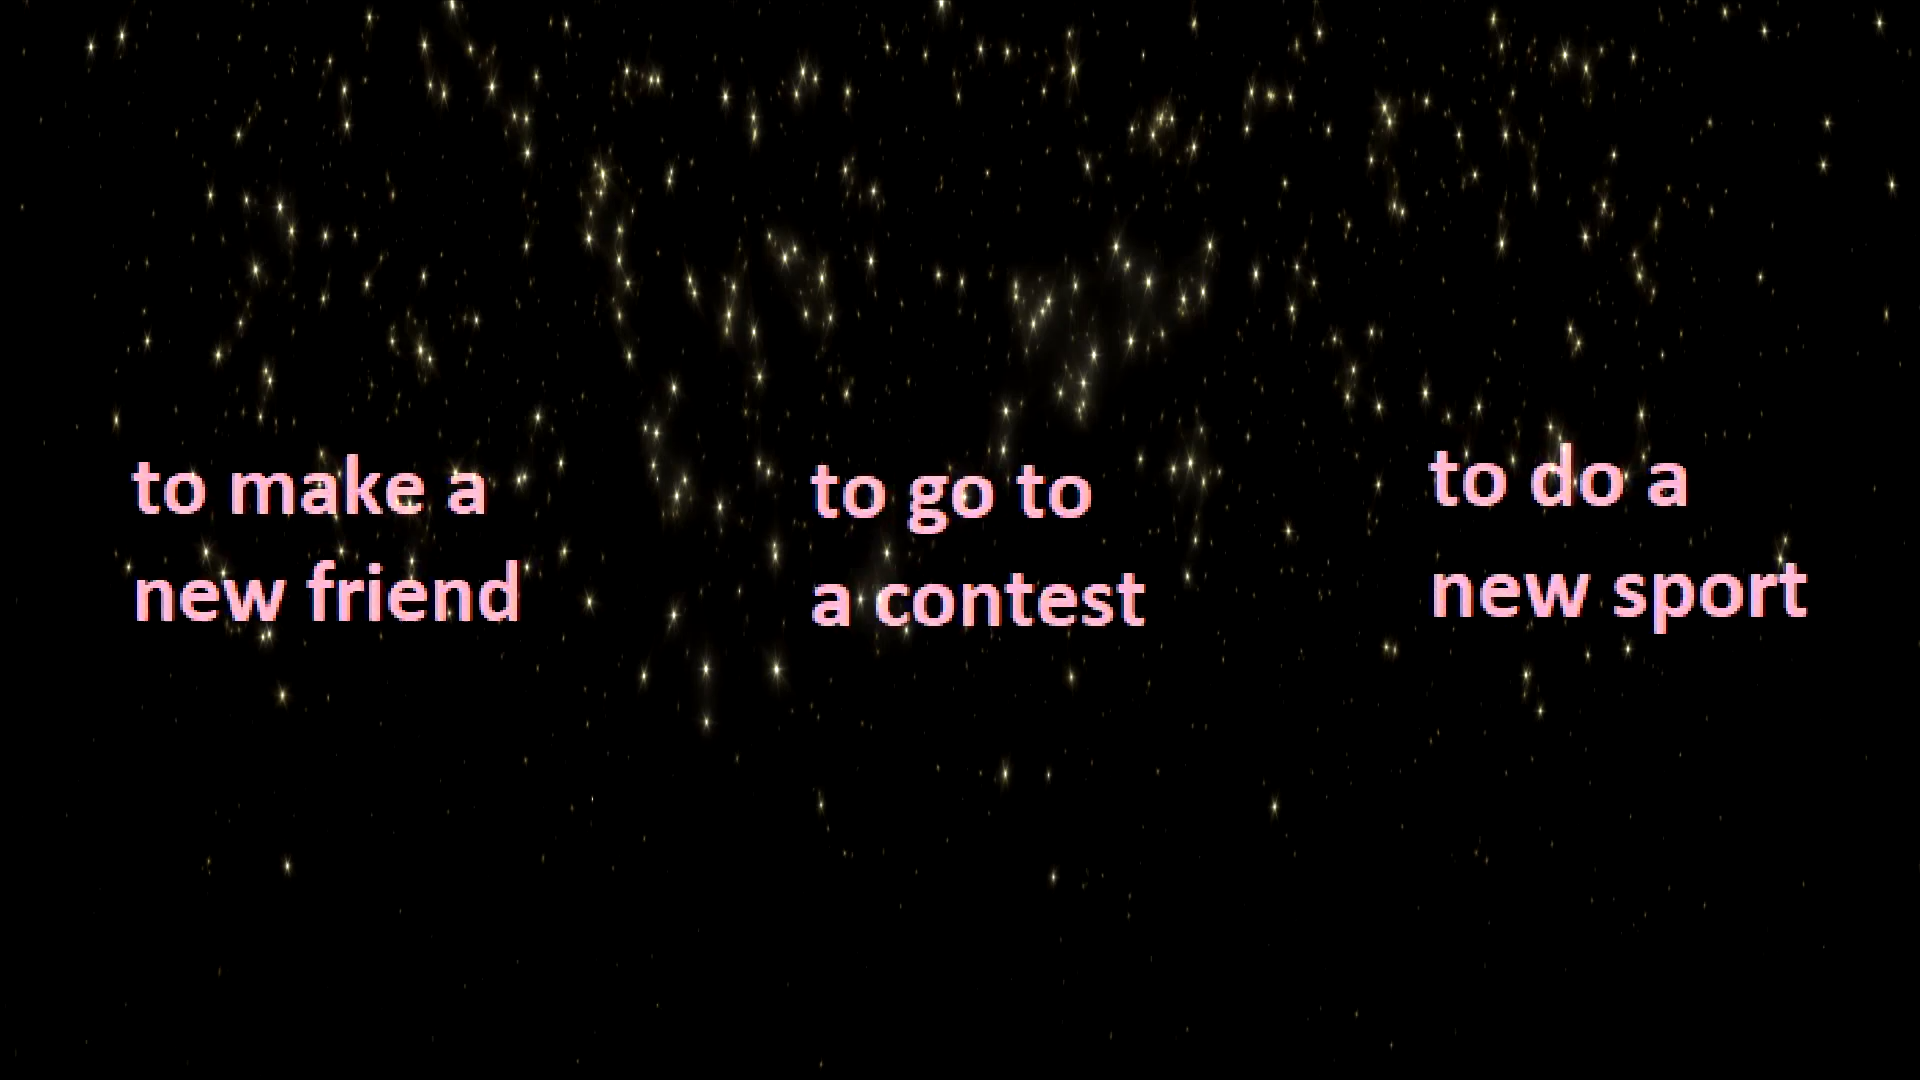 to make a
new friend
to go to
a contest
to do a
new sport